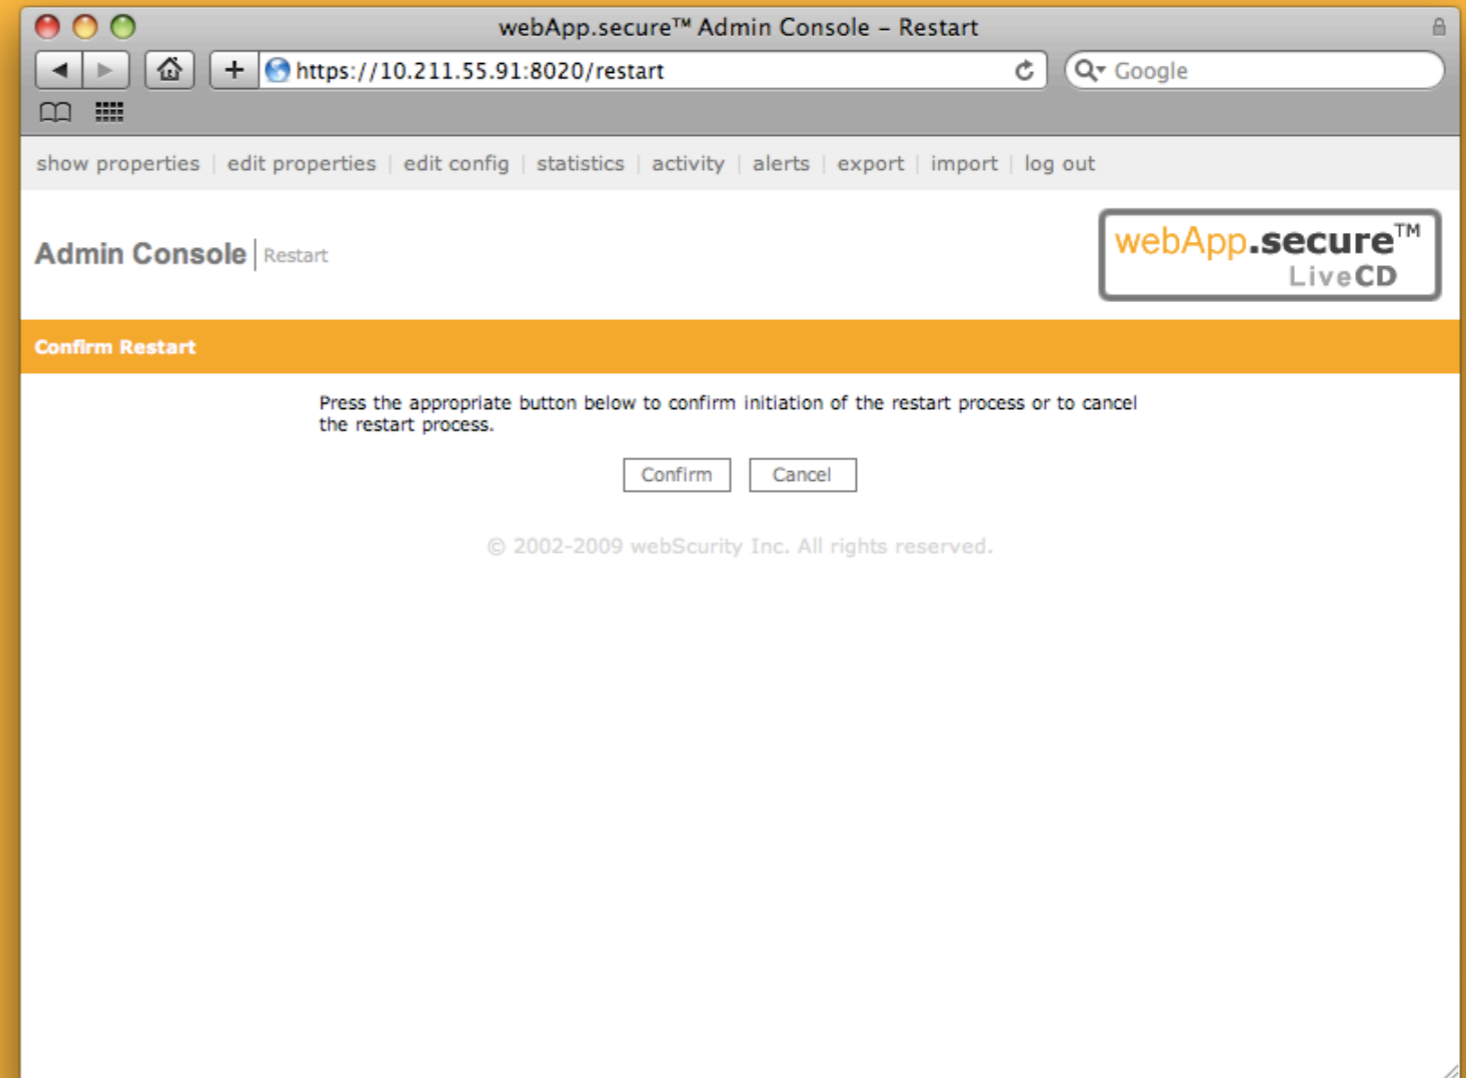 webApp.secure™ Admin Console – Restart
https://10.211.55.91:8020/restart
Google
show properties | edit properties | edit config | statistics | activity | alerts | export | import | log out
Admin Console | Restart
webApp.secure™
LiveCD
Confirm Restart
Press the appropriate button below to confirm initiation of the restart process or to cancel
the restart process.
Confirm Cancel
© 2002-2009 webScurity Inc. All rights reserved.